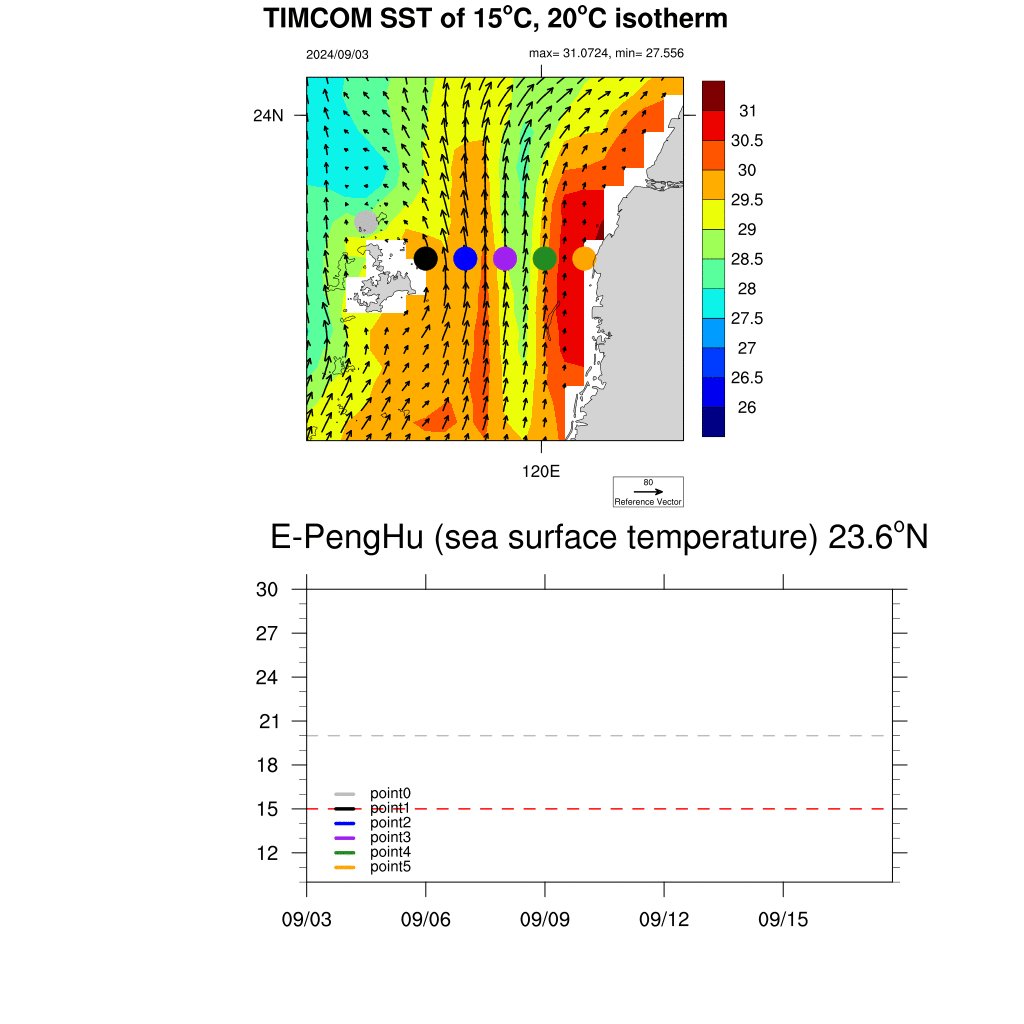 TIMCOM SST of 15°C, 20°C isotherm
2024/09/03
max= 31.0724, min= 27.556
24N
120E
31
30.5
30
29.5
29
28.5
28
27.5
27
26.5
26
80
Reference Vector
E-PengHu (sea surface temperature) 23.6°N
30
27
24
21
18
15
12
point0
point1
point2
point3
point4
point5
09/03 09/06 09/09 09/12 09/15